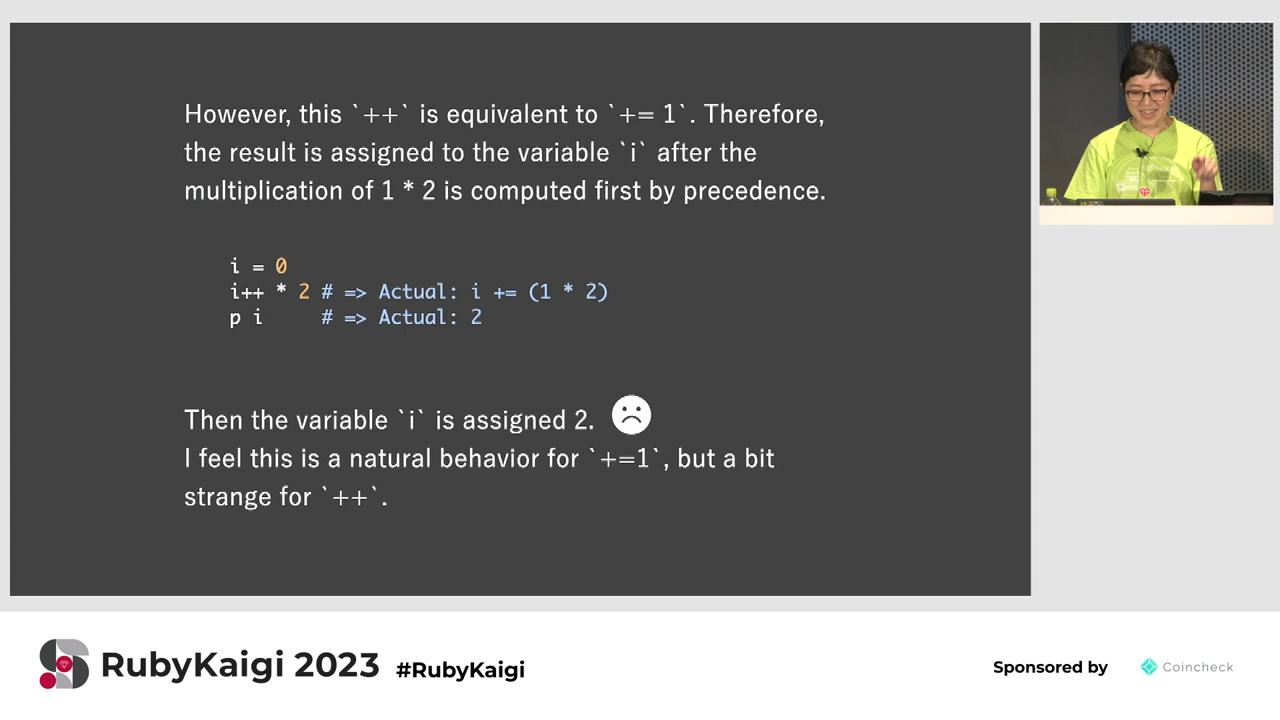 However, this `++` is equivalent to `+= 1`. Therefore,
the result is assigned to the variable `i` after the
multiplication of 1 * 2 is computed first by precedence.
i = 0
i++ * 2 # => Actual: i += (1 * 2)
p i     # => Actual: 2
Then the variable `i` is assigned 2.
I feel this is a natural behavior for `+=1`, but a bit
strange for `++`.
RubyKaigi 2023 #RubyKaigi
Sponsored by Coincheck